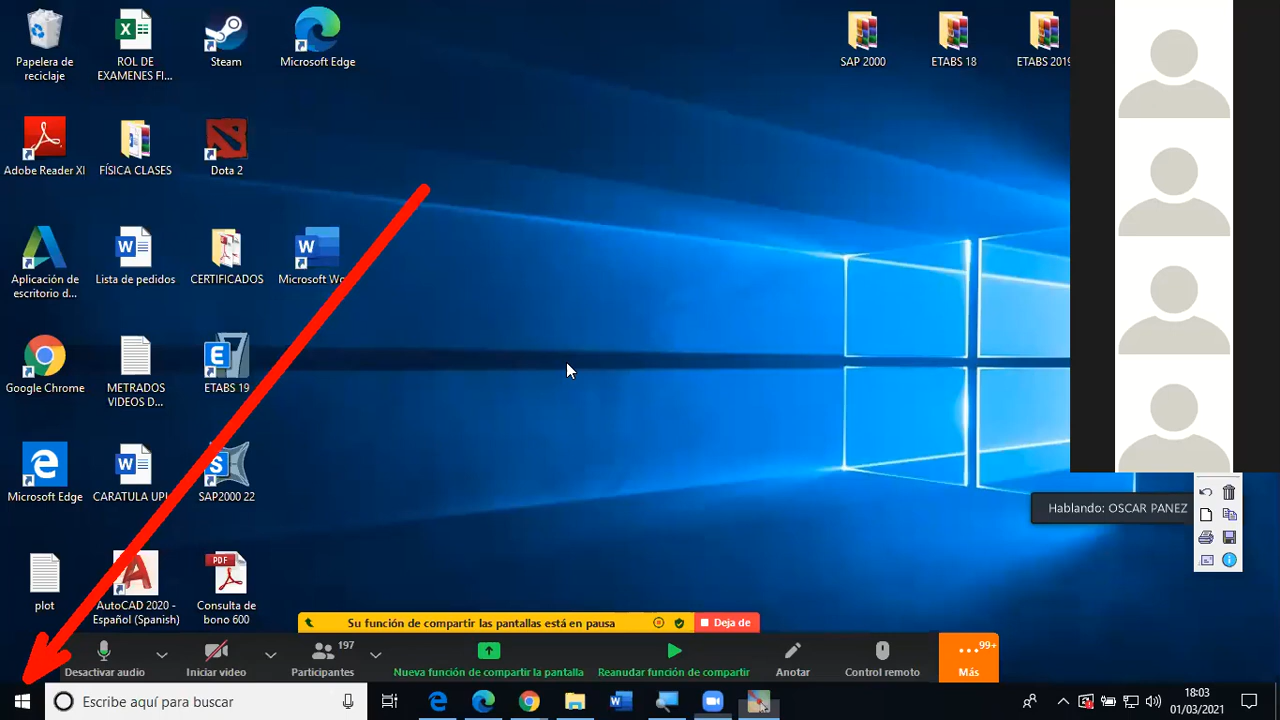 Papelera de
reciclaje
ROL DE
EXAMENES FI...
Steam
Microsoft Edge
SAP 2000
ETABS 18
ETABS 2019
Adobe Reader XI
FÍSICA CLASES
Dota 2
Aplicación de
escritorio d...
Lista de pedidos
CERTIFICADOS
Microsoft Wo
Google Chrome
METRADOS
VIDEOS D...
ETABS 19
Microsoft Edge
CARATULA UPL
SAP2000 22
Hablando: OSCAR PANEZ
plot
AutoCAD 2020 -
Español (Spanish)
PDF
Consulta de
bono 600
Su función de compartir las pantallas está en pausa
Deja de
197
99+
Desactivar audio
Iniciar video
Participantes
Nueva función de compartir la pantalla
Reanudar función de compartir
Anotar
Control remoto
Más
Escribe aquí para buscar
18:03
01/03/2021